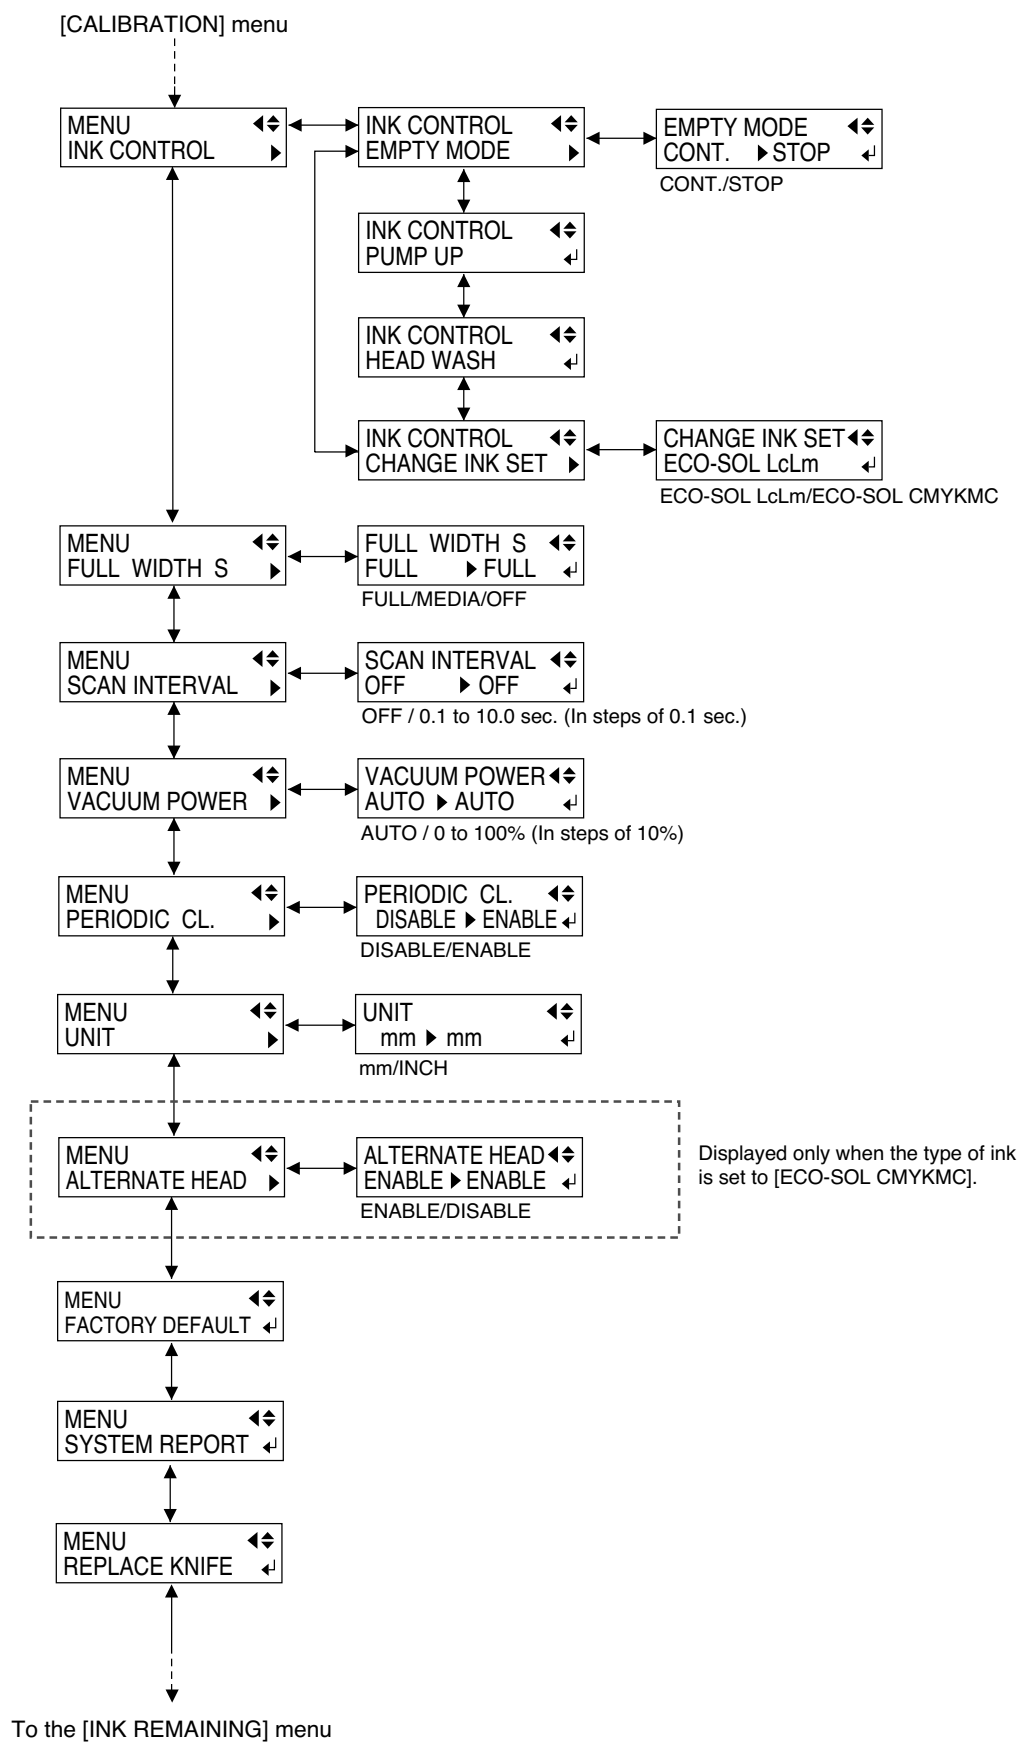 [CALIBRATION] menu
MENU
INK CONTROL
INK CONTROL
EMPTY MODE
EMPTY MODE
CONT. STOP
CONT./STOP
INK CONTROL
PUMP UP
INK CONTROL
HEAD WASH
INK CONTROL
CHANGE INK SET
CHANGE INK SET
ECO-SOL LcLm
ECO-SOL LcLm/ECO-SOL CMYKMC
MENU
FULL WIDTH S
FULL WIDTH S
FULL FULL
FULL/MEDIA/OFF
MENU
SCAN INTERVAL
SCAN INTERVAL
OFF OFF
OFF / 0.1 to 10.0 sec. (In steps of 0.1 sec.)
MENU
VACUUM POWER
VACUUM POWER
AUTO AUTO
AUTO / 0 to 100% (In steps of 10%)
MENU
PERIODIC CL.
PERIODIC CL.
DISABLE ENABLE
DISABLE/ENABLE
MENU
UNIT
UNIT
mm mm
mm/INCH
MENU
ALTERNATE HEAD
ALTERNATE HEAD
ENABLE ENABLE
ENABLE/DISABLE
Displayed only when the type of ink
is set to [ECO-SOL CMYKMC].
MENU
FACTORY DEFAULT
MENU
SYSTEM REPORT
MENU
REPLACE KNIFE
To the [INK REMAINING] menu